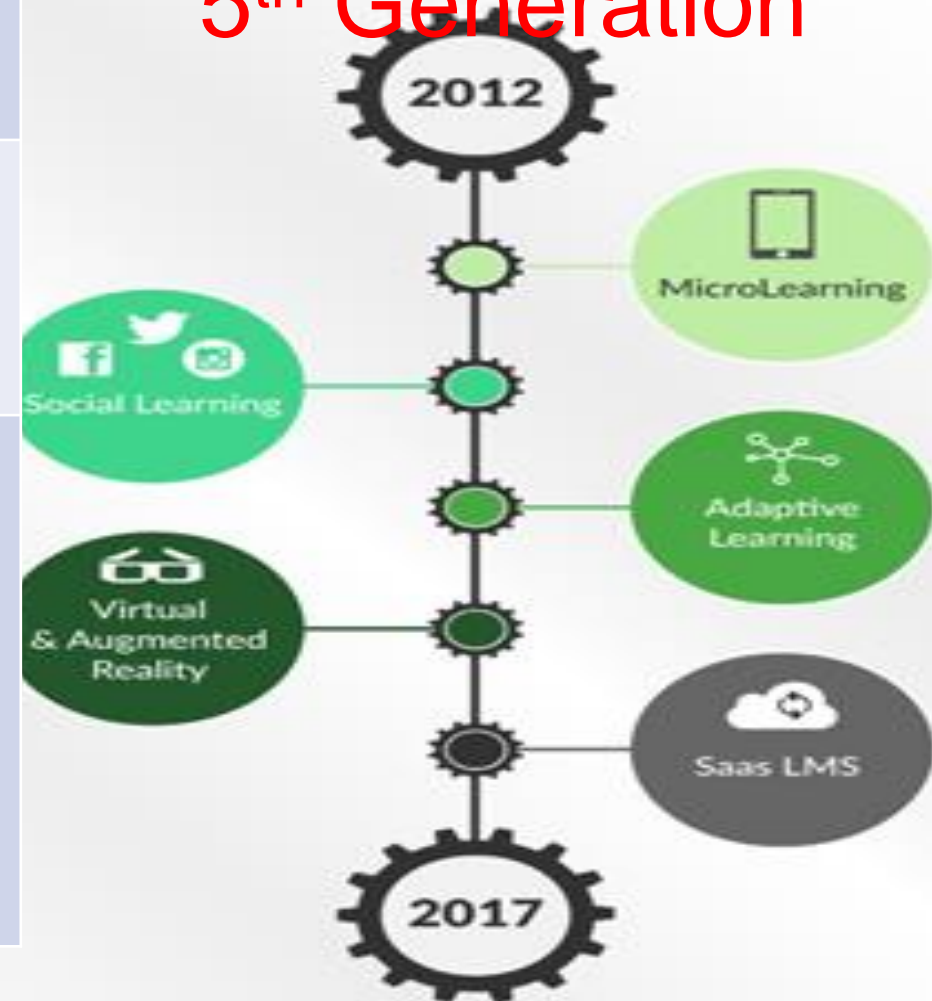 5th Generation
2012
MicroLearning
Social Learning
Adaptive
Learning
Virtual
& Augmented
Reality
Saas LMS
2017